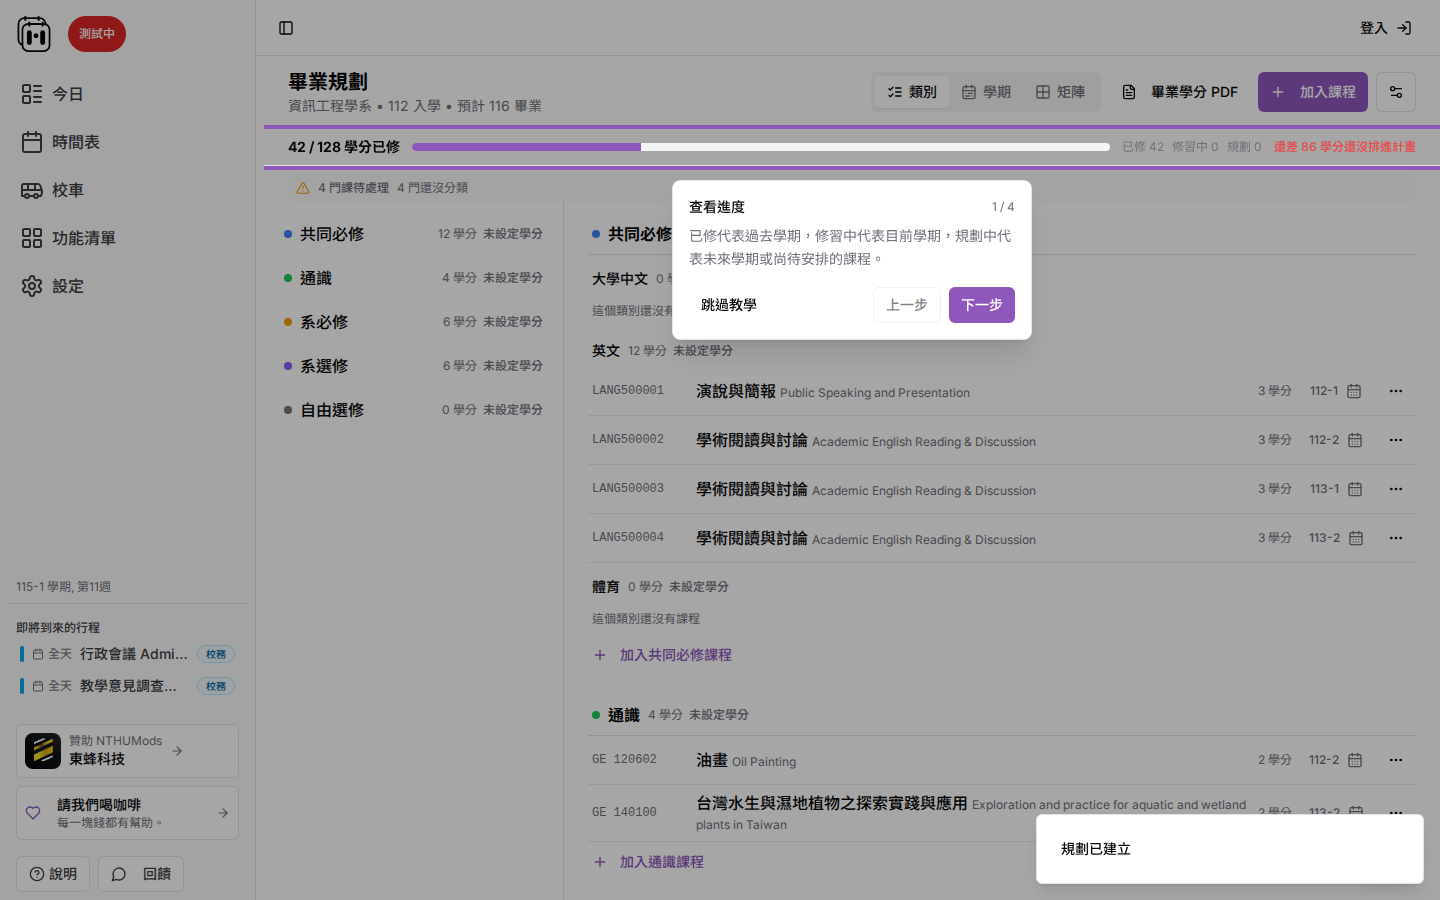 測試中
今日
時間表
校車
功能清單
設定
115-1 學期, 第11週
即將到來的行程
全天 行政會議 Admi... 校務
全天 教學意見調查... 校務
贊助 NTHUMods
東蜂科技
請我們喝咖啡
每一塊錢都有幫助。
說明 回饋
登入
畢業規劃
資訊工程學系 • 112 入學 • 預計 116 畢業
類別 學期 矩陣 畢業學分 PDF 加入課程
42 / 128 學分已修 已修 42 修習中 0 規劃 0 還差 86 學分還沒排進計畫
4 門課待處理 4 門還沒分類
查看進度 1 / 4
已修代表過去學期，修習中代表目前學期，規劃中代
表未來學期或尚待安排的課程。
跳過教學 上一步 下一步
共同必修 12 學分 未設定學分
通識 4 學分 未設定學分
系必修 6 學分 未設定學分
系選修 6 學分 未設定學分
自由選修 0 學分 未設定學分
共同必修
大學中文 0
這個類別還沒有
英文 12 學分 未設定學分
LANG500001 演說與簡報 Public Speaking and Presentation 3 學分 112-1
LANG500002 學術閱讀與討論 Academic English Reading & Discussion 3 學分 112-2
LANG500003 學術閱讀與討論 Academic English Reading & Discussion 3 學分 113-1
LANG500004 學術閱讀與討論 Academic English Reading & Discussion 3 學分 113-2
體育 0 學分 未設定學分
這個類別還沒有課程
加入共同必修課程
通識 4 學分 未設定學分
GE 120602 油畫 Oil Painting 2 學分 112-2
GE 140100 台灣水生與濕地植物之探索實踐與應用 Exploration and practice for aquatic and wetland 2 學分 113-2
plants in Taiwan
加入通識課程
規劃已建立